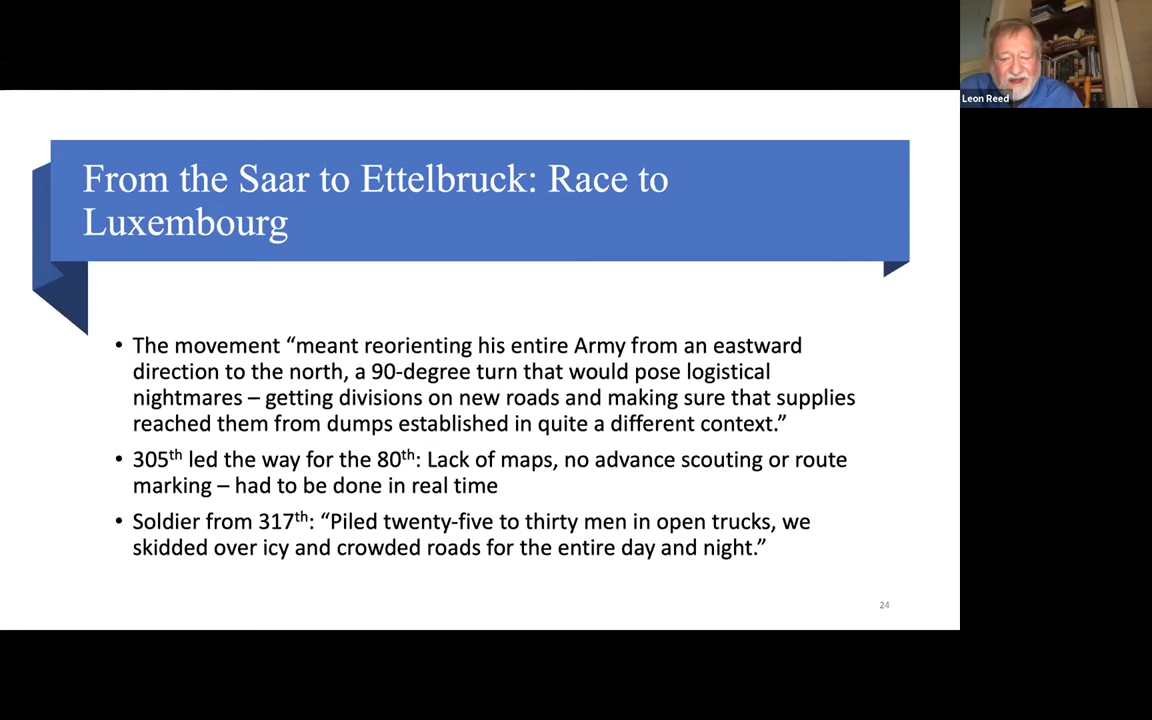 Leon Reed
From the Saar to Ettelbruck: Race to
Luxembourg
• The movement “meant reorienting his entire Army from an eastward
direction to the north, a 90-degree turn that would pose logistical
nightmares – getting divisions on new roads and making sure that supplies
reached them from dumps established in quite a different context.”
• 305th led the way for the 80th: Lack of maps, no advance scouting or route
marking – had to be done in real time
• Soldier from 317th: “Piled twenty-five to thirty men in open trucks, we
skidded over icy and crowded roads for the entire day and night.”
24